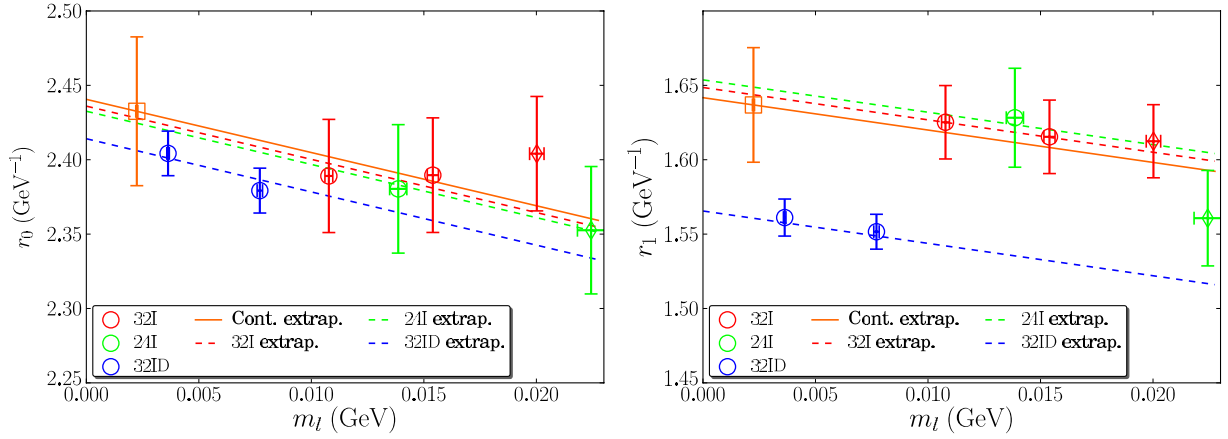 2.50
2.45
2.40
2.35
2.30
2.25
r₀ (GeV⁻¹)
0.000 0.005 0.010 0.015 0.020
m_l (GeV)
32I
24I
32ID
Cont. extrap.
32I extrap.
24I extrap.
32ID extrap.
1.65
1.60
1.55
1.50
1.45
r₁ (GeV⁻¹)
0.000 0.005 0.010 0.015 0.020
m_l (GeV)
32I
24I
32ID
Cont. extrap.
32I extrap.
24I extrap.
32ID extrap.